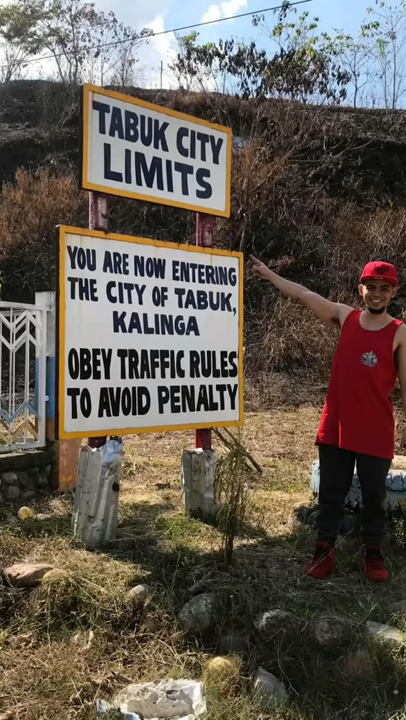 TABUK CITY
LIMITS
YOU ARE NOW ENTERING
THE CITY OF TABUK,
KALINGA
OBEY TRAFFIC RULES
TO AVOID PENALTY